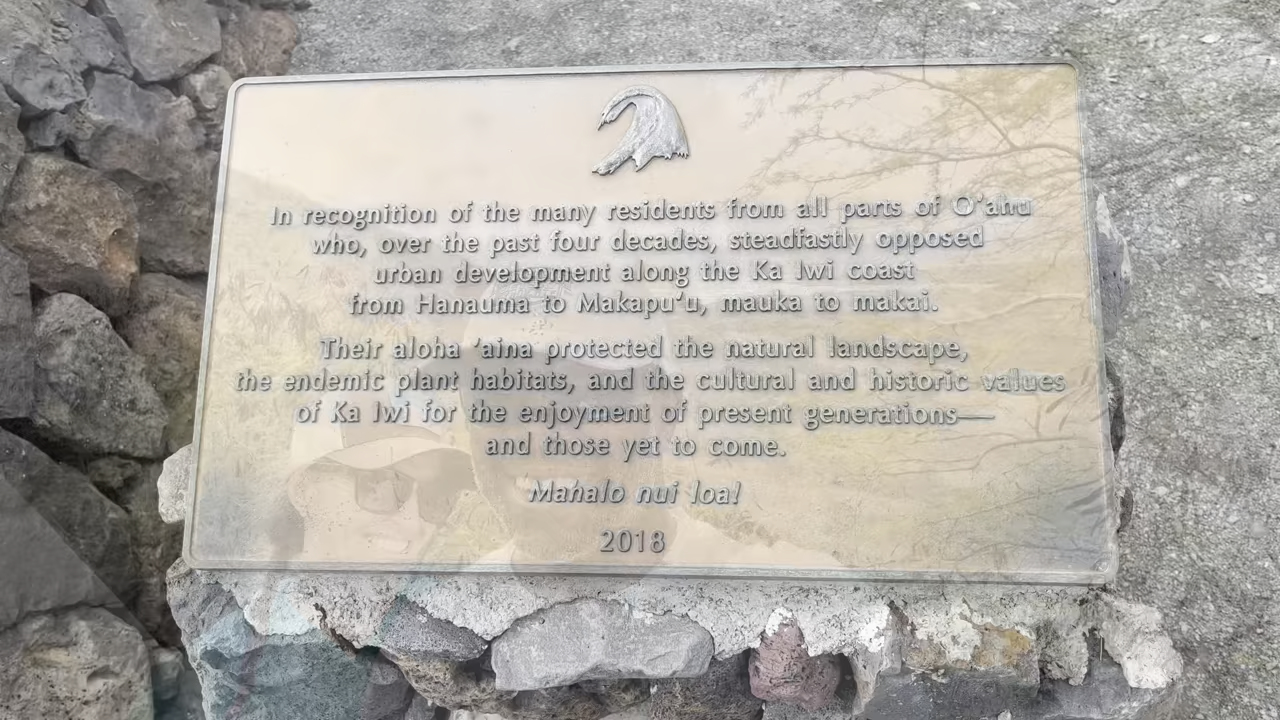 In recognition of the many residents from all parts of Oʻahu
who, over the past four decades, steadfastly opposed
urban development along the Ka Iwi coast
from Hanauma to Makapuʻu, mauka to makai.
Their aloha ʻaina protected the natural landscape,
the endemic plant habitats, and the cultural and historic values
of Ka Iwi for the enjoyment of present generations—
and those yet to come.
Mahalo nui loa!
2018